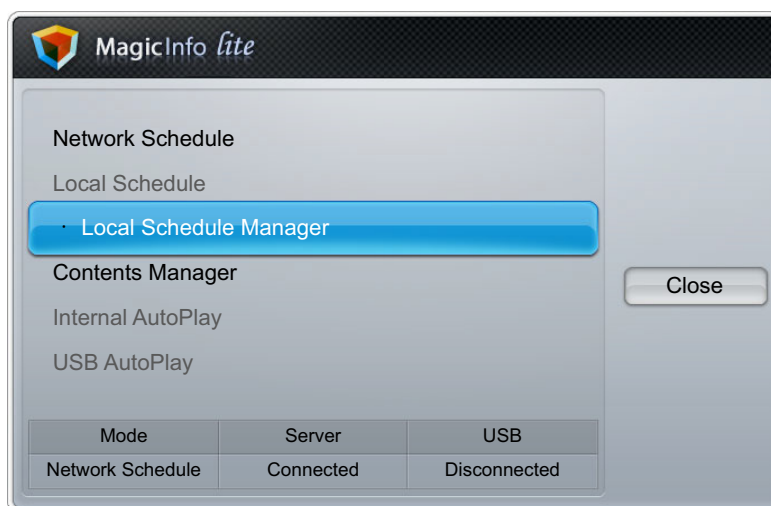 MagicInfo lite
Network Schedule
Local Schedule
· Local Schedule Manager
Contents Manager
Close
Internal AutoPlay
USB AutoPlay
Mode Server USB
Network Schedule Connected Disconnected